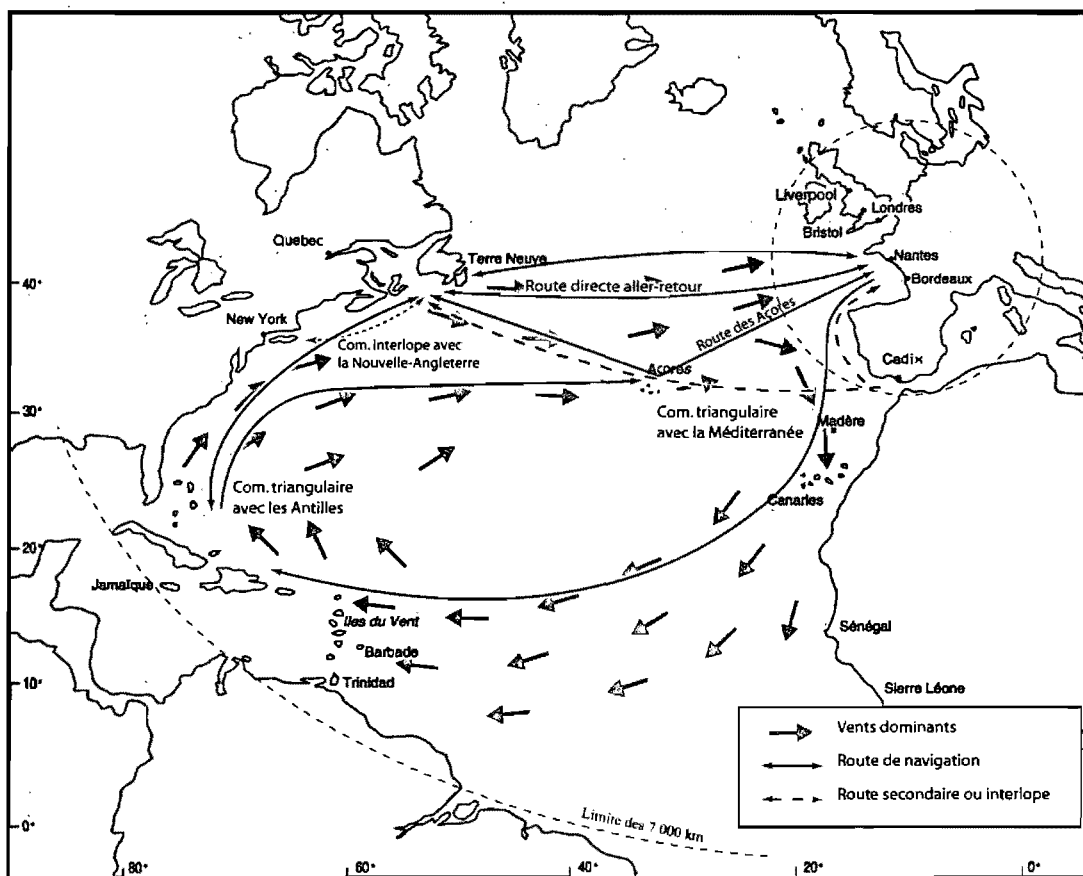 Liverpool
Londres
Bristol
Quebec
Terre Neuve
Nantes
Bordeaux
40°
Route directe aller-retour
New York
Route des Açores
Com. interlope avec
la Nouvelle-Angleterre
Cadix
Açores
30°
Com. triangulaire
avec la Méditerranée
Madère
Com. triangulaire
avec les Antilles
Canaries
20°
Jamaïque
Iles du Vent
Barbade
Sénégal
Trinidad
10°
Sierre Léone
Vents dominants
Route de navigation
Route secondaire ou interlope
Limite des 7 000 km
0°
80°
60°
40°
20°
0°